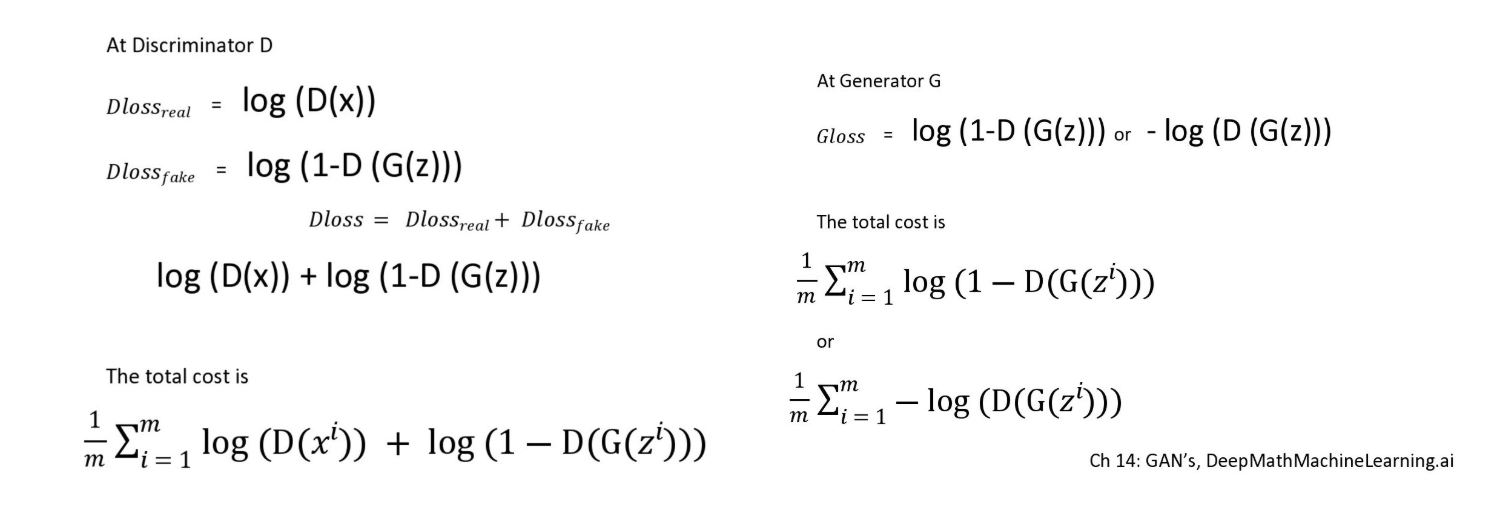 At Discriminator D
Dloss_real = log (D(x))
Dloss_fake = log (1-D (G(z)))
Dloss = Dloss_real + Dloss_fake
log (D(x)) + log (1-D (G(z)))
The total cost is
1/m ∑_{i = 1}^{m} log (D(x^i)) + log (1 − D(G(z^i)))
At Generator G
Gloss = log (1-D (G(z))) or - log (D (G(z)))
The total cost is
1/m ∑_{i = 1}^{m} log (1 − D(G(z^i)))
or
1/m ∑_{i = 1}^{m} − log (D(G(z^i)))
Ch 14: GAN’s, DeepMathMachineLearning.ai